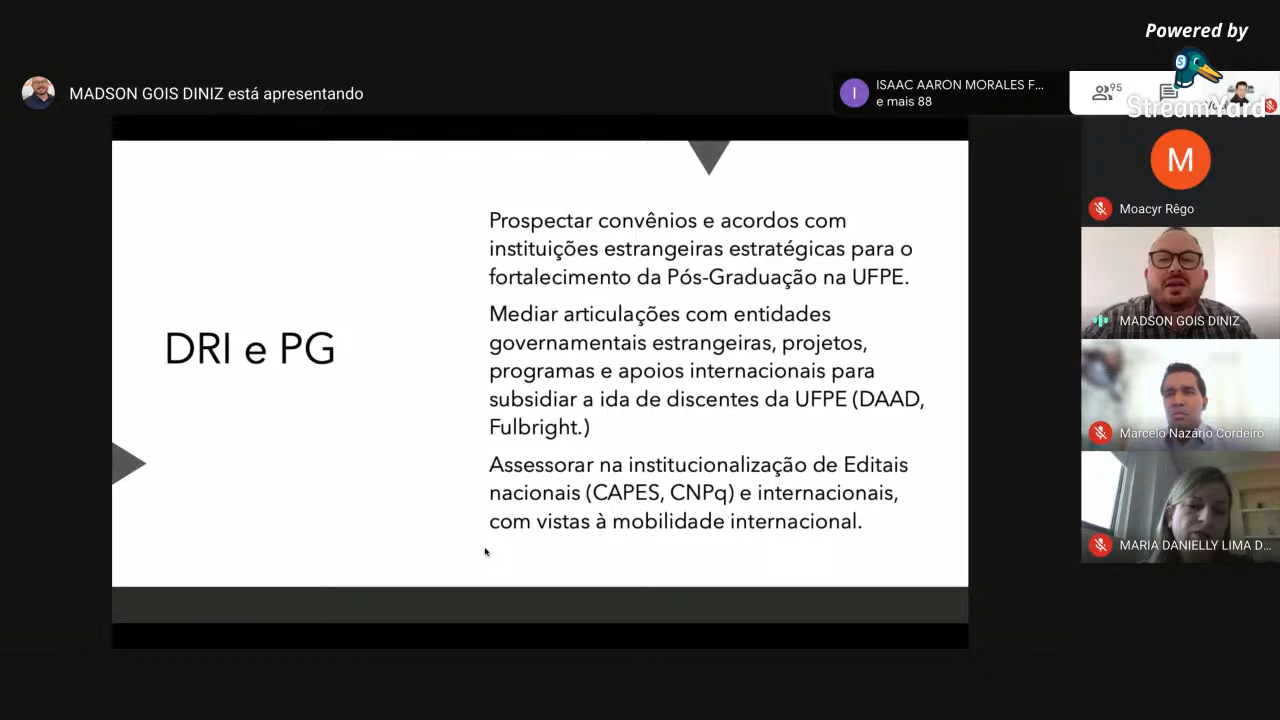 Powered by
StreamYard
MADSON GOIS DINIZ está apresentando
I
ISAAC AARON MORALES F...
e mais 88
95
M
Moacyr Rêgo
MADSON GOIS DINIZ
Marcelo Nazário Cordeiro
MARIA DANIELLY LIMA D...
DRI e PG
Prospectar convênios e acordos com
instituições estrangeiras estratégicas para o
fortalecimento da Pós-Graduação na UFPE.
Mediar articulações com entidades
governamentais estrangeiras, projetos,
programas e apoios internacionais para
subsidiar a ida de discentes da UFPE (DAAD,
Fulbright.)
Assessorar na institucionalização de Editais
nacionais (CAPES, CNPq) e internacionais,
com vistas à mobilidade internacional.